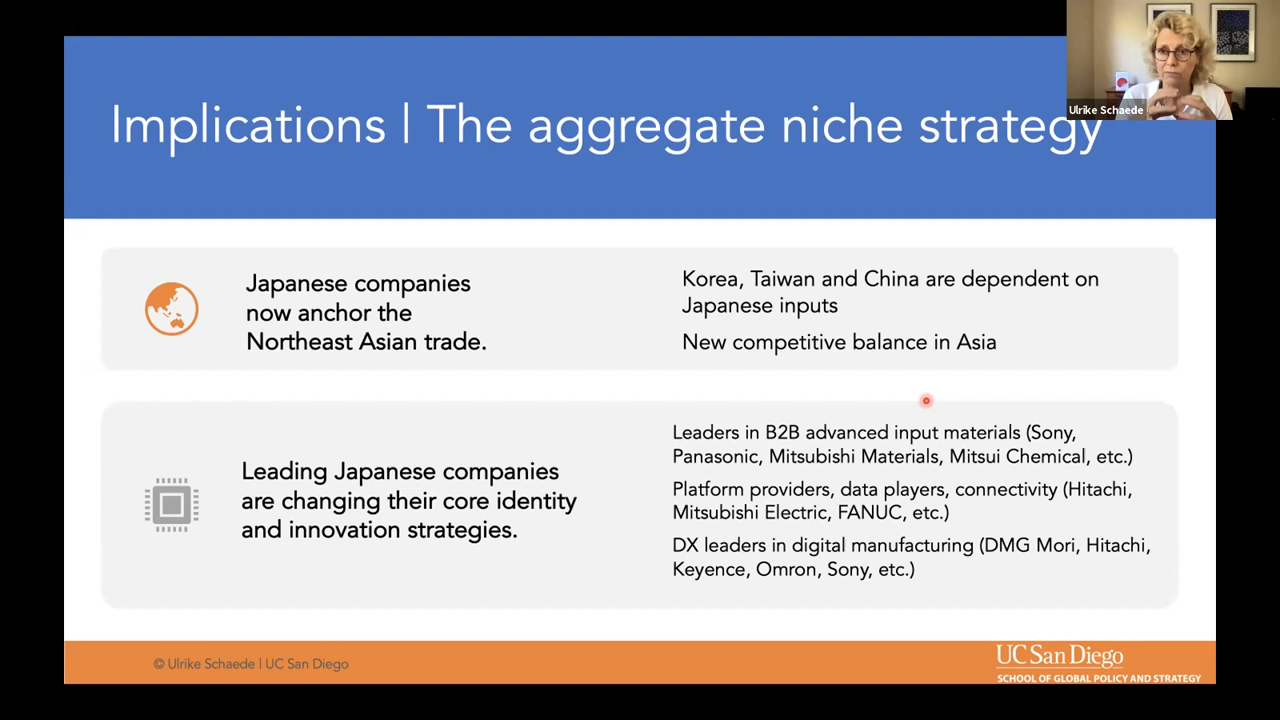 Implications | The aggregate niche strategy
Ulrike Schaede
Japanese companies
now anchor the
Northeast Asian trade.
Korea, Taiwan and China are dependent on
Japanese inputs
New competitive balance in Asia
Leading Japanese companies
are changing their core identity
and innovation strategies.
Leaders in B2B advanced input materials (Sony,
Panasonic, Mitsubishi Materials, Mitsui Chemical, etc.)
Platform providers, data players, connectivity (Hitachi,
Mitsubishi Electric, FANUC, etc.)
DX leaders in digital manufacturing (DMG Mori, Hitachi,
Keyence, Omron, Sony, etc.)
© Ulrike Schaede | UC San Diego
UC San Diego
SCHOOL OF GLOBAL POLICY AND STRATEGY